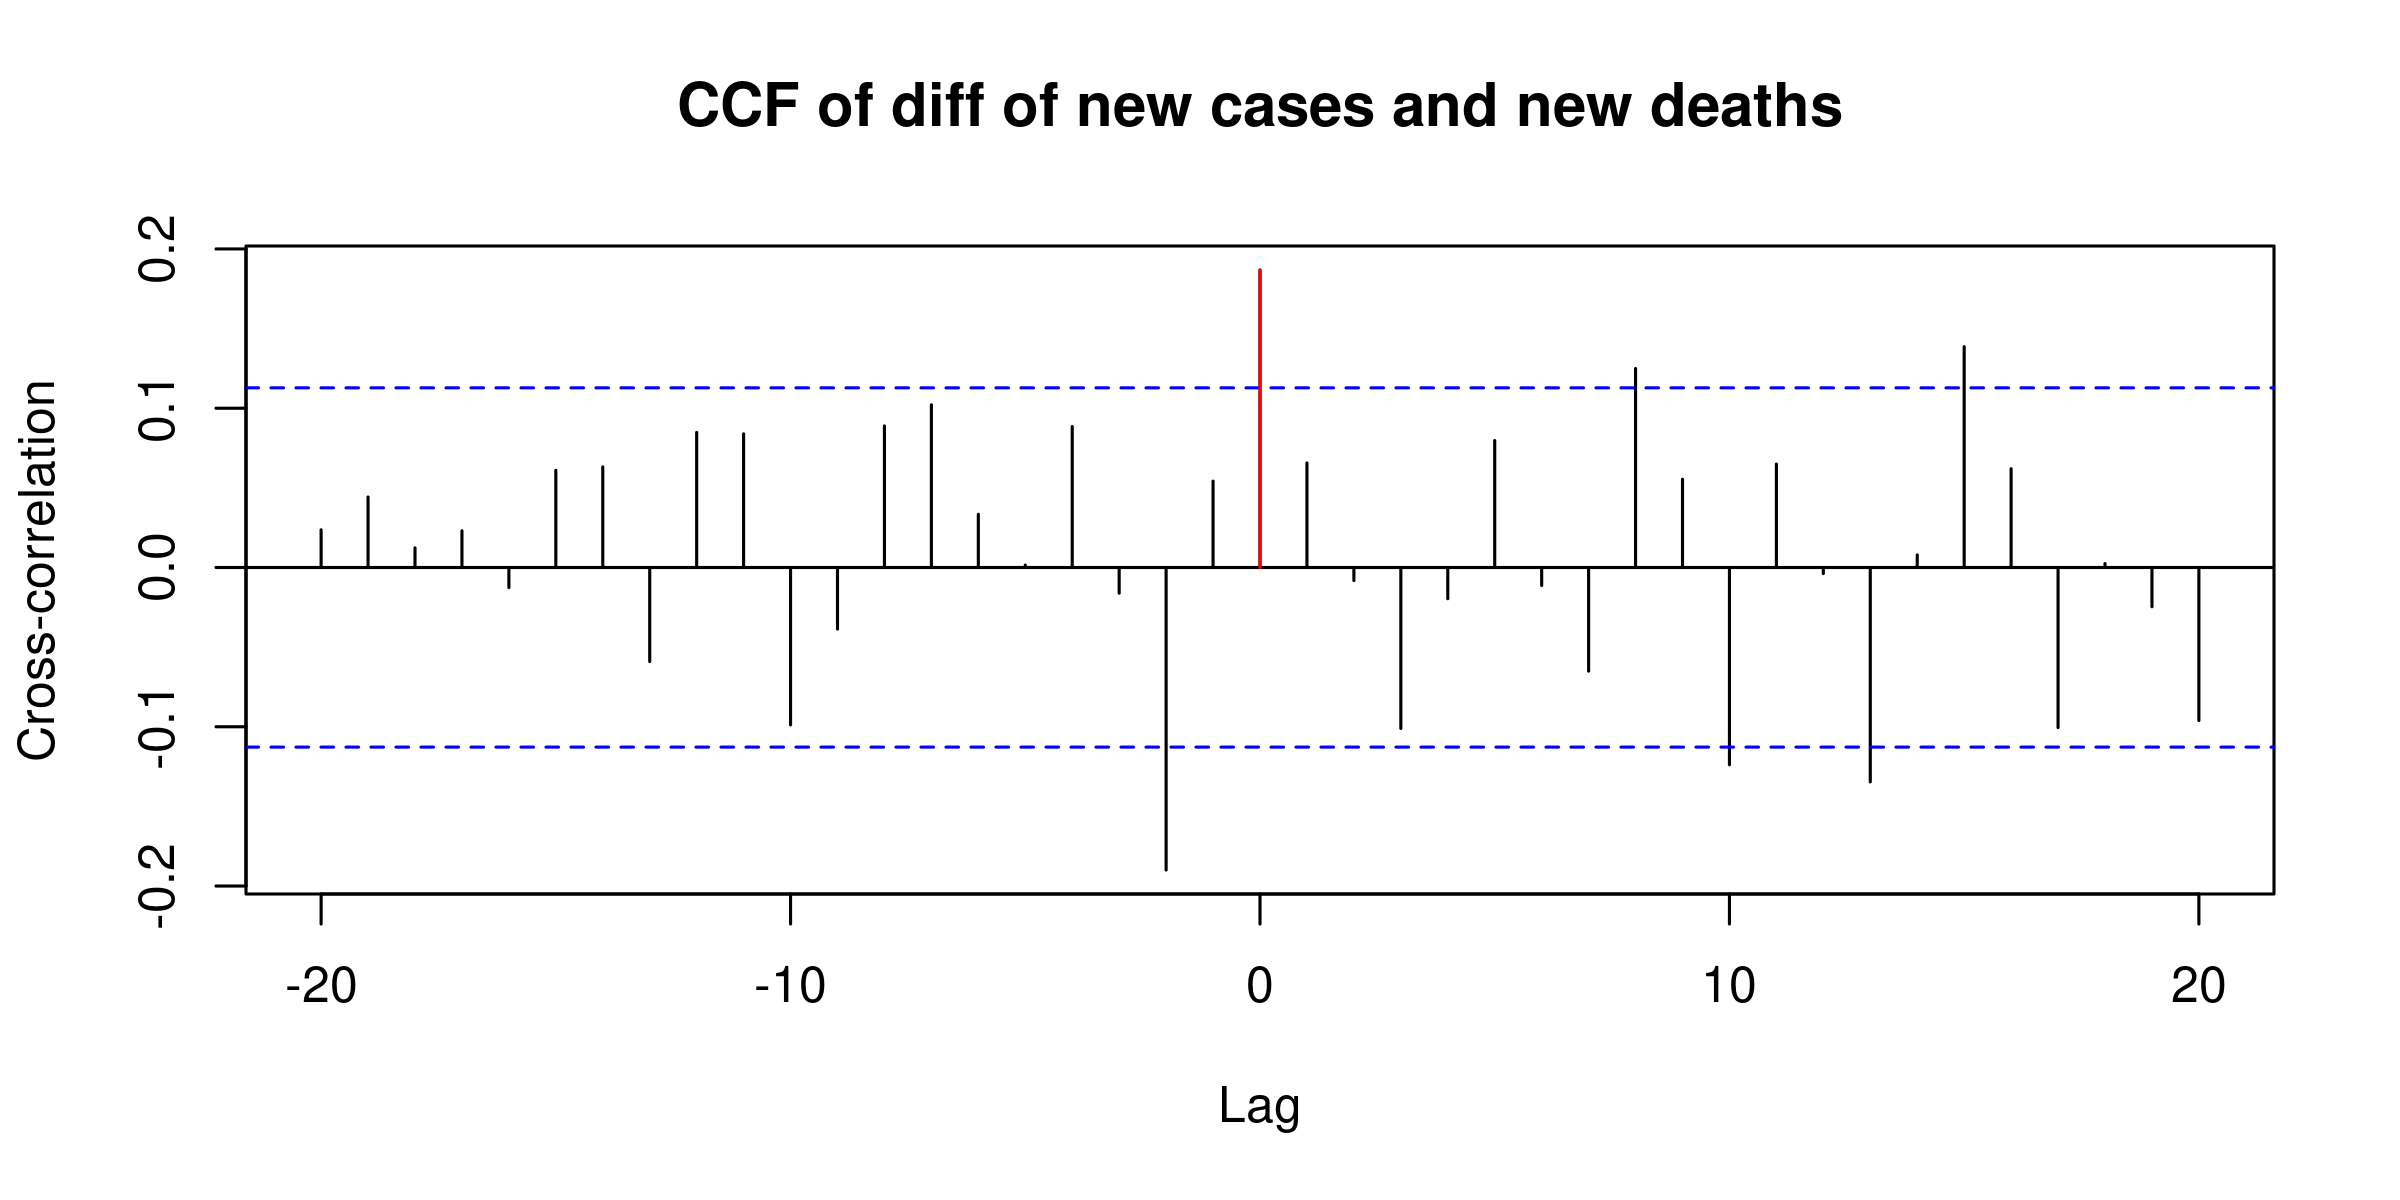 CCF of diff of new cases and new deaths
Cross-correlation
0.2
0.1
0.0
-0.1
-0.2
-20 -10 0 10 20
Lag